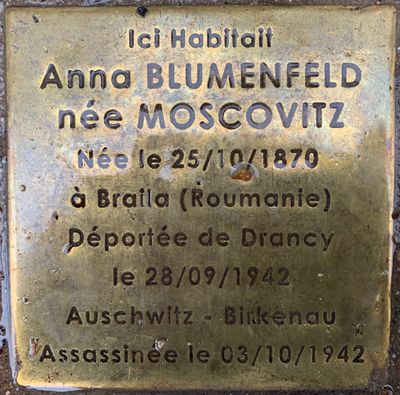 Ici Habitait
Anna BLUMENFELD
née MOSCOVITZ
Née le 25/10/1870
à Braila (Roumanie)
Déportée de Drancy
le 28/09/1942
Auschwitz - Birkenau
Assassinée le 03/10/1942